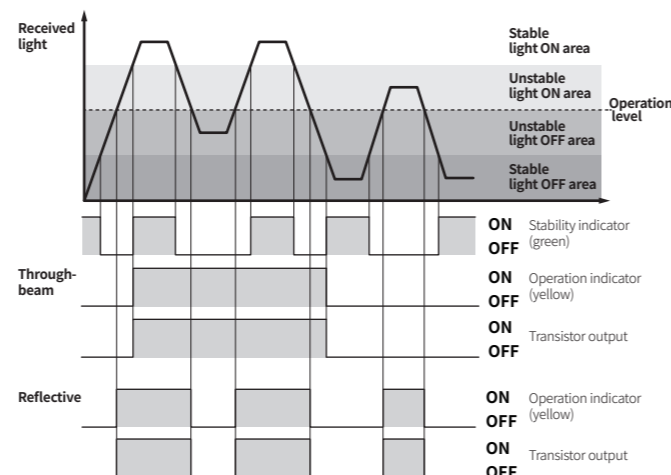 Received
light
Stable
light ON area
Unstable
light ON area
Operation
level
Unstable
light OFF area
Stable
light OFF area
ON
OFF
Stability indicator
(green)
Through-
beam
ON
OFF
Operation indicator
(yellow)
ON
OFF
Transistor output
Reflective
ON
OFF
Operation indicator
(yellow)
ON
OFF
Transistor output